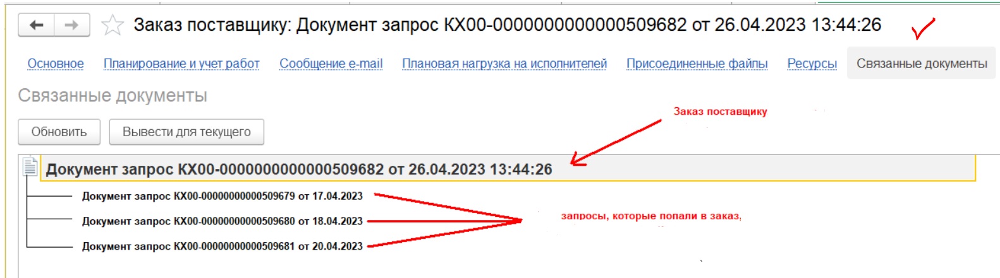 Заказ поставщику: Документ запрос КХ00-0000000000000509682 от 26.04.2023 13:44:26
Основное Планирование и учет работ Сообщение e-mail Плановая нагрузка на исполнителей Присоединенные файлы Ресурсы Связанные документы
Связанные документы
Заказ поставщику
Обновить Вывести для текущего
Документ запрос КХ00-0000000000000509682 от 26.04.2023 13:44:26
Документ запрос КХ00-00000000000509679 от 17.04.2023
запросы, которые попали в заказ,
Документ запрос КХ00-00000000000509680 от 18.04.2023
Документ запрос КХ00-00000000000509681 от 20.04.2023